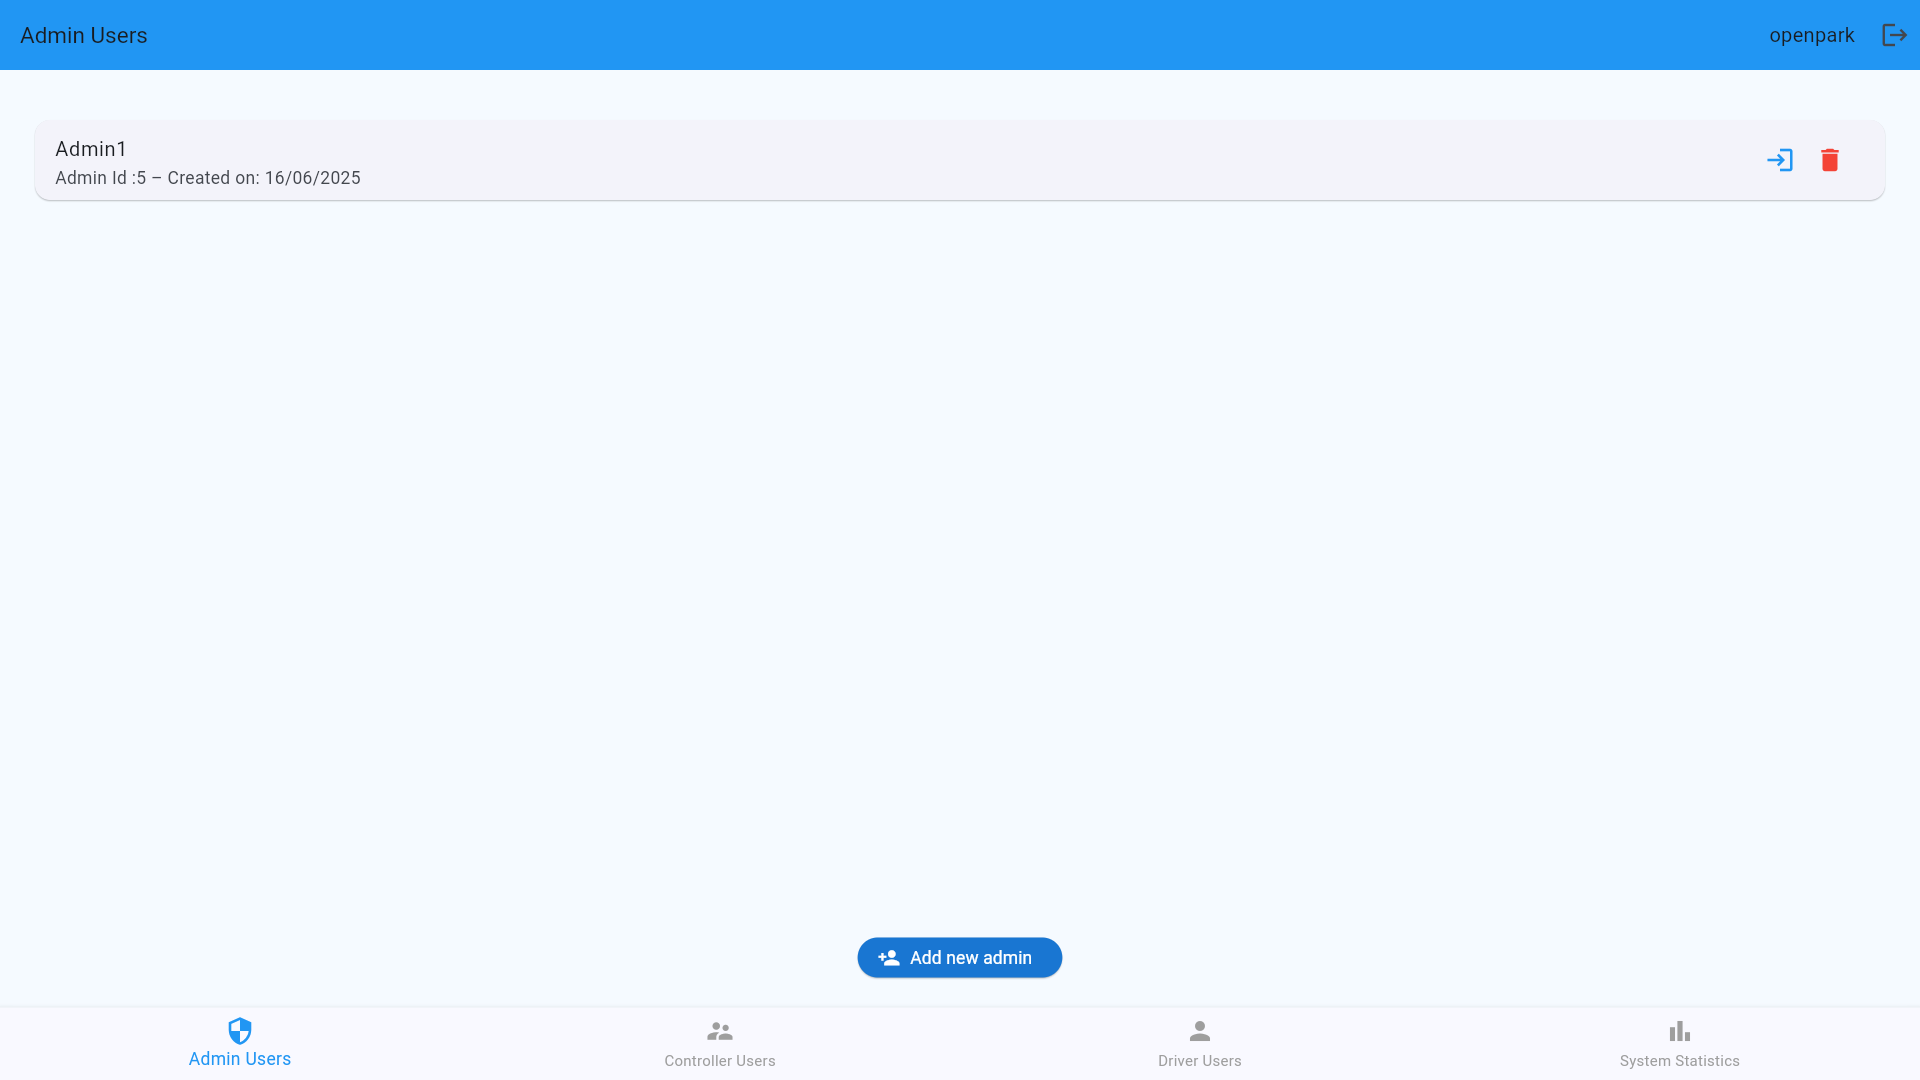 Admin Users
openpark
Admin1
Admin Id :5 – Created on: 16/06/2025
Add new admin
Admin Users
Controller Users
Driver Users
System Statistics